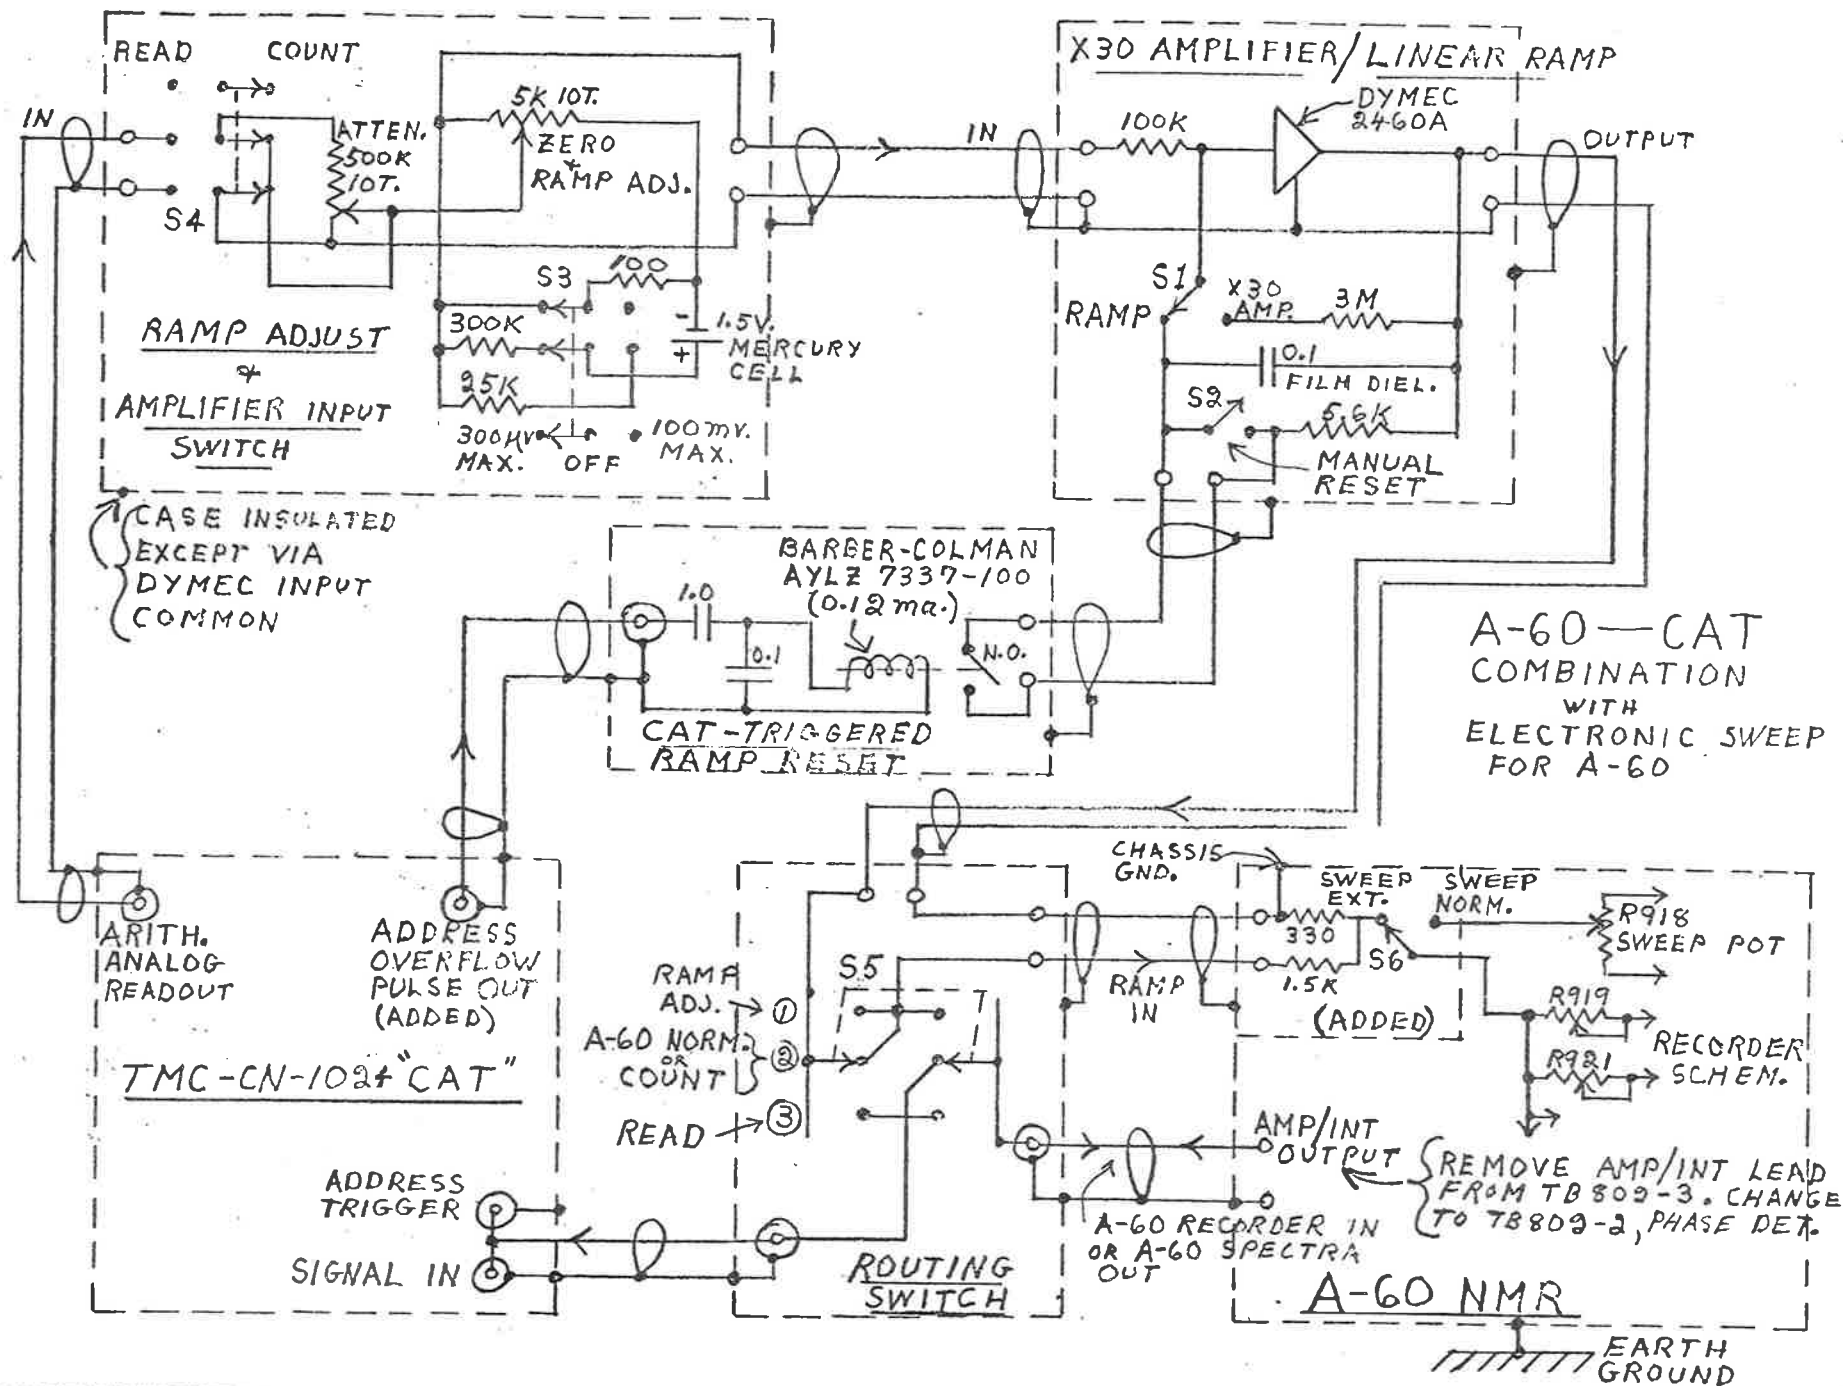 READ COUNT
IN
S4
ATTEN.
500K
10T.
5K 10T.
ZERO
+
RAMP ADJ.
S3
100
300K
25K
-
+
1.5V.
MERCURY
CELL
300μV
MAX.
OFF
100mV.
MAX.
RAMP ADJUST
+
AMPLIFIER INPUT
SWITCH
CASE INSULATED
EXCEPT VIA
DYMEC INPUT
COMMON
X30 AMPLIFIER/LINEAR RAMP
IN
100K
DYMEC
2460A
OUTPUT
S1
RAMP
X30
AMP.
3M
0.1
FILM DIEL.
S2
5.6K
MANUAL
RESET
BARBER-COLMAN
AYLZ 7337-100
(0.12 ma.)
1.0
0.1
N.O.
CAT-TRIGGERED
RAMP RESET
A-60—CAT
COMBINATION
WITH
ELECTRONIC SWEEP
FOR A-60
ARITH.
ANALOG
READOUT
ADDRESS
OVERFLOW
PULSE OUT
(ADDED)
TMC-CN-1024 "CAT"
ADDRESS
TRIGGER
SIGNAL IN
RAMP
ADJ.
1
A-60 NORM.
OR
COUNT
2
READ
3
S5
ROUTING
SWITCH
RAMP
IN
CHASSIS
GND.
SWEEP
EXT.
SWEEP
NORM.
330
1.5K
S6
(ADDED)
R918
SWEEP POT
R919
R921
RECORDER
SCHEM.
AMP/INT
OUTPUT
REMOVE AMP/INT LEAD
FROM TB 802-3. CHANGE
TO TB802-2, PHASE DET.
A-60 RECORDER IN
OR A-60 SPECTRA
OUT
A-60 NMR
EARTH
GROUND